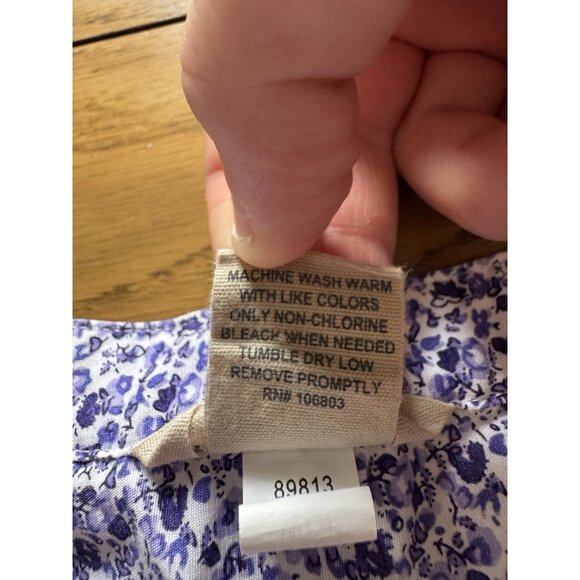 MACHINE WASH WARM
WITH LIKE COLORS
ONLY NON-CHLORINE
BLEACH WHEN NEEDED
TUMBLE DRY LOW
REMOVE PROMPTLY
RN# 106803
89813